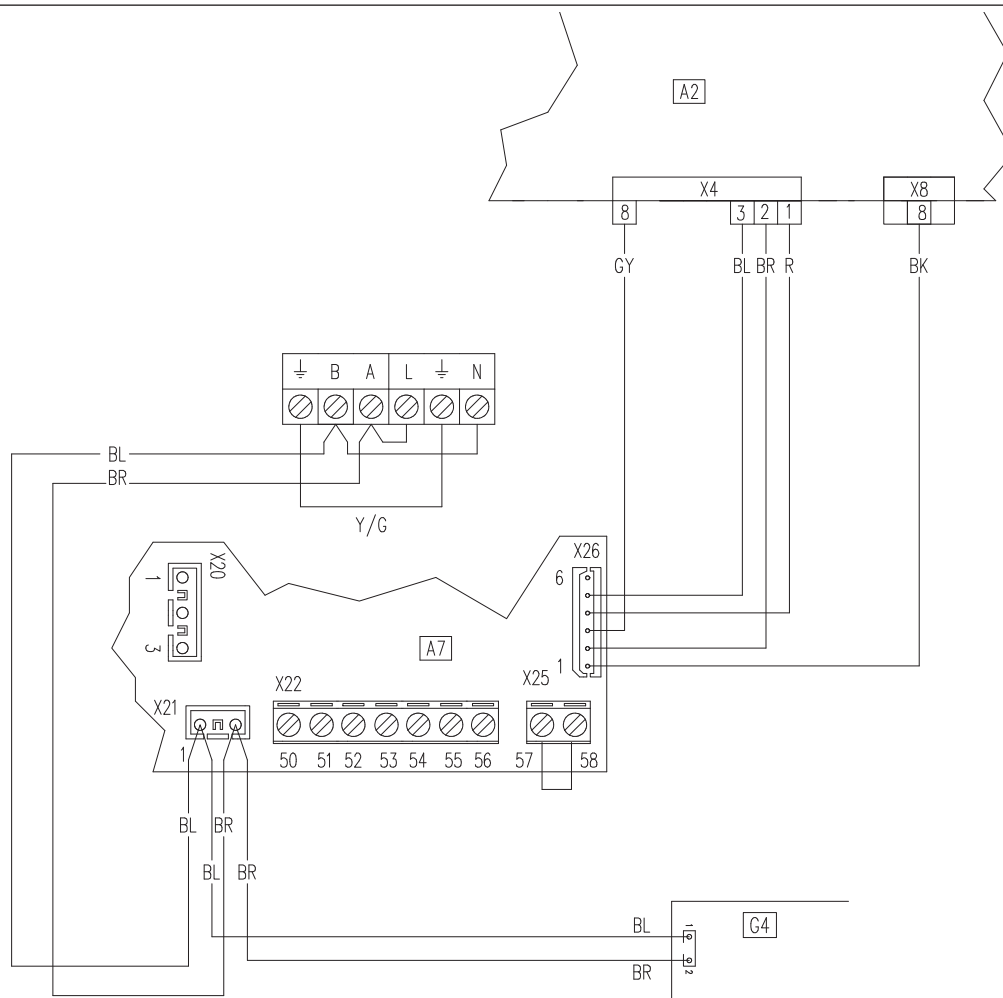 A2
X4 X8
8 3 2 1 8
GY BL BR R BK
B A L N
BL
BR
Y/G
X20 X26
1 6
A7
3 1
X25
X22
X21
1
50 51 52 53 54 55 56 57 58
BL BR
BL BR
BL G4
1
2
BR